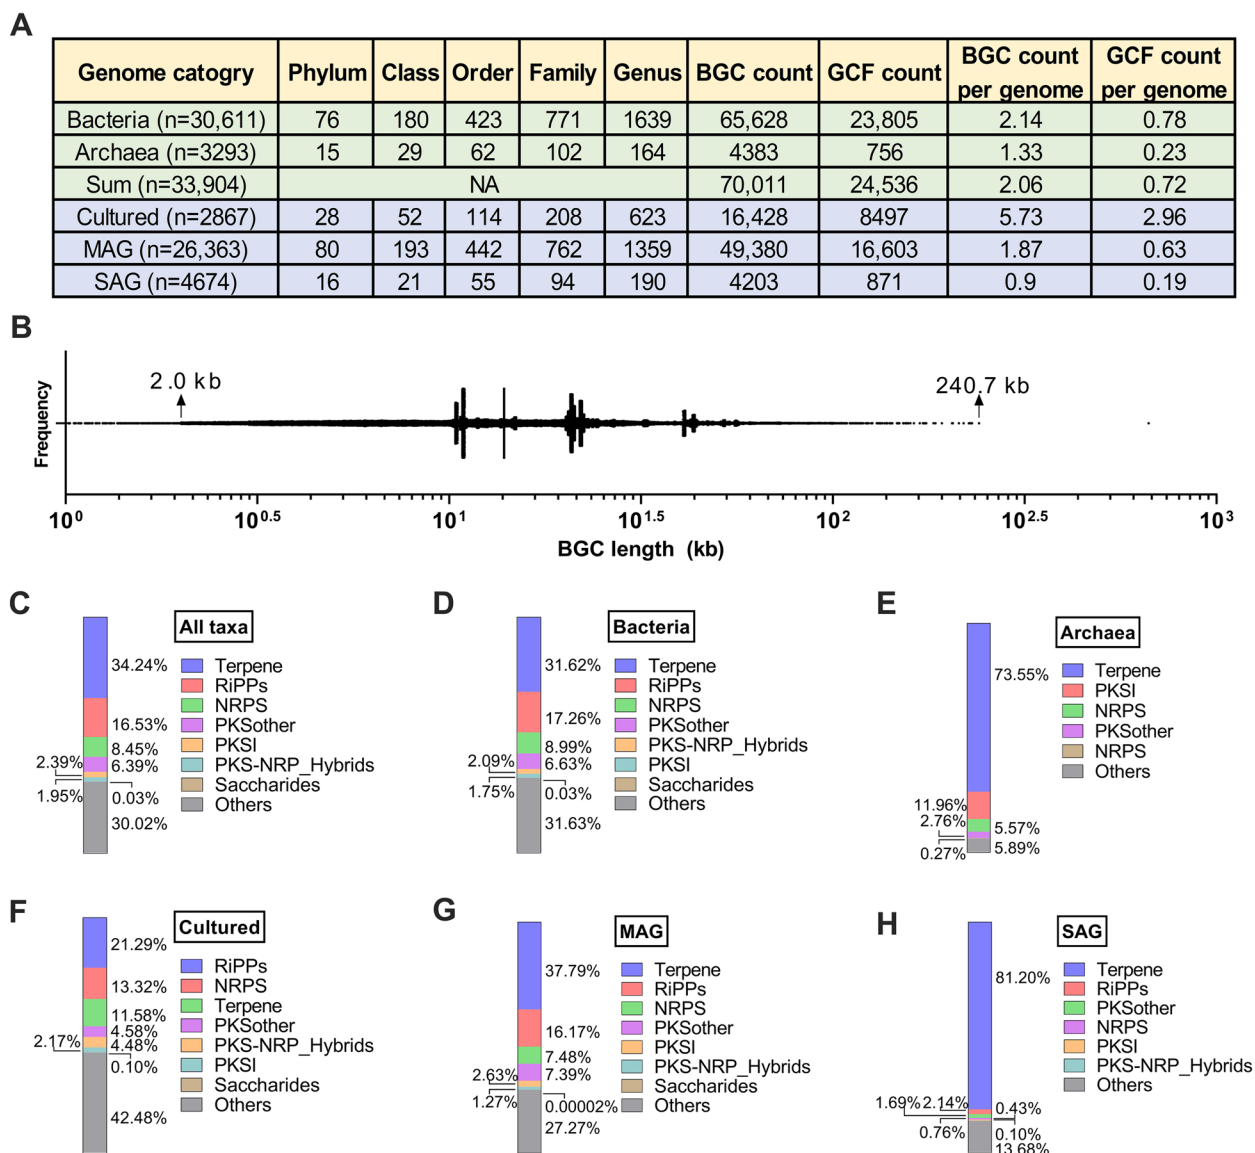 A
Genome catogry Phylum Class Order Family Genus BGC count GCF count BGC count per genome GCF count per genome
Bacteria (n=30,611) 76 180 423 771 1639 65,628 23,805 2.14 0.78
Archaea (n=3293) 15 29 62 102 164 4383 756 1.33 0.23
Sum (n=33,904) NA 70,011 24,536 2.06 0.72
Cultured (n=2867) 28 52 114 208 623 16,428 8497 5.73 2.96
MAG (n=26,363) 80 193 442 762 1359 49,380 16,603 1.87 0.63
SAG (n=4674) 16 21 55 94 190 4203 871 0.9 0.19
B
Frequency
2.0 kb
240.7 kb
10^0 10^0.5 10^1 10^1.5 10^2 10^2.5 10^3
BGC length (kb)
C
All taxa
34.24%
16.53%
8.45%
2.39%
6.39%
1.95%
0.03%
30.02%
Terpene
RiPPs
NRPS
PKSother
PKSI
PKS-NRP_Hybrids
Saccharides
Others
D
Bacteria
31.62%
17.26%
8.99%
2.09%
6.63%
1.75%
0.03%
31.63%
Terpene
RiPPs
NRPS
PKSother
PKS-NRP_Hybrids
PKSI
Saccharides
Others
E
Archaea
73.55%
11.96%
2.76%
5.57%
0.27%
5.89%
Terpene
PKSI
NRPS
PKSother
NRPS
Others
F
Cultured
21.29%
13.32%
11.58%
4.58%
2.17%
4.48%
0.10%
42.48%
RiPPs
NRPS
Terpene
PKSother
PKS-NRP_Hybrids
PKSI
Saccharides
Others
G
MAG
37.79%
16.17%
7.48%
2.63%
7.39%
1.27%
0.00002%
27.27%
Terpene
RiPPs
NRPS
PKSother
PKSI
PKS-NRP_Hybrids
Saccharides
Others
H
SAG
81.20%
1.69%
2.14%
0.43%
0.76%
0.10%
13.68%
Terpene
RiPPs
PKSother
NRPS
PKSI
PKS-NRP_Hybrids
Others